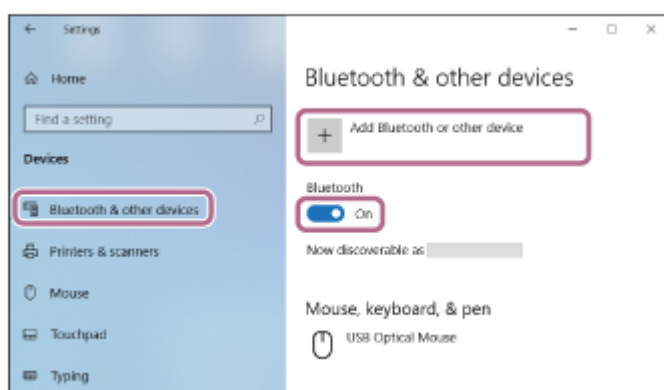 Settings
Home
Find a setting
Devices
Bluetooth & other devices
Printers & scanners
Mouse
Touchpad
Typing
Bluetooth & other devices
Add Bluetooth or other device
Bluetooth
On
Now discoverable as
Mouse, keyboard, & pen
USB Optical Mouse